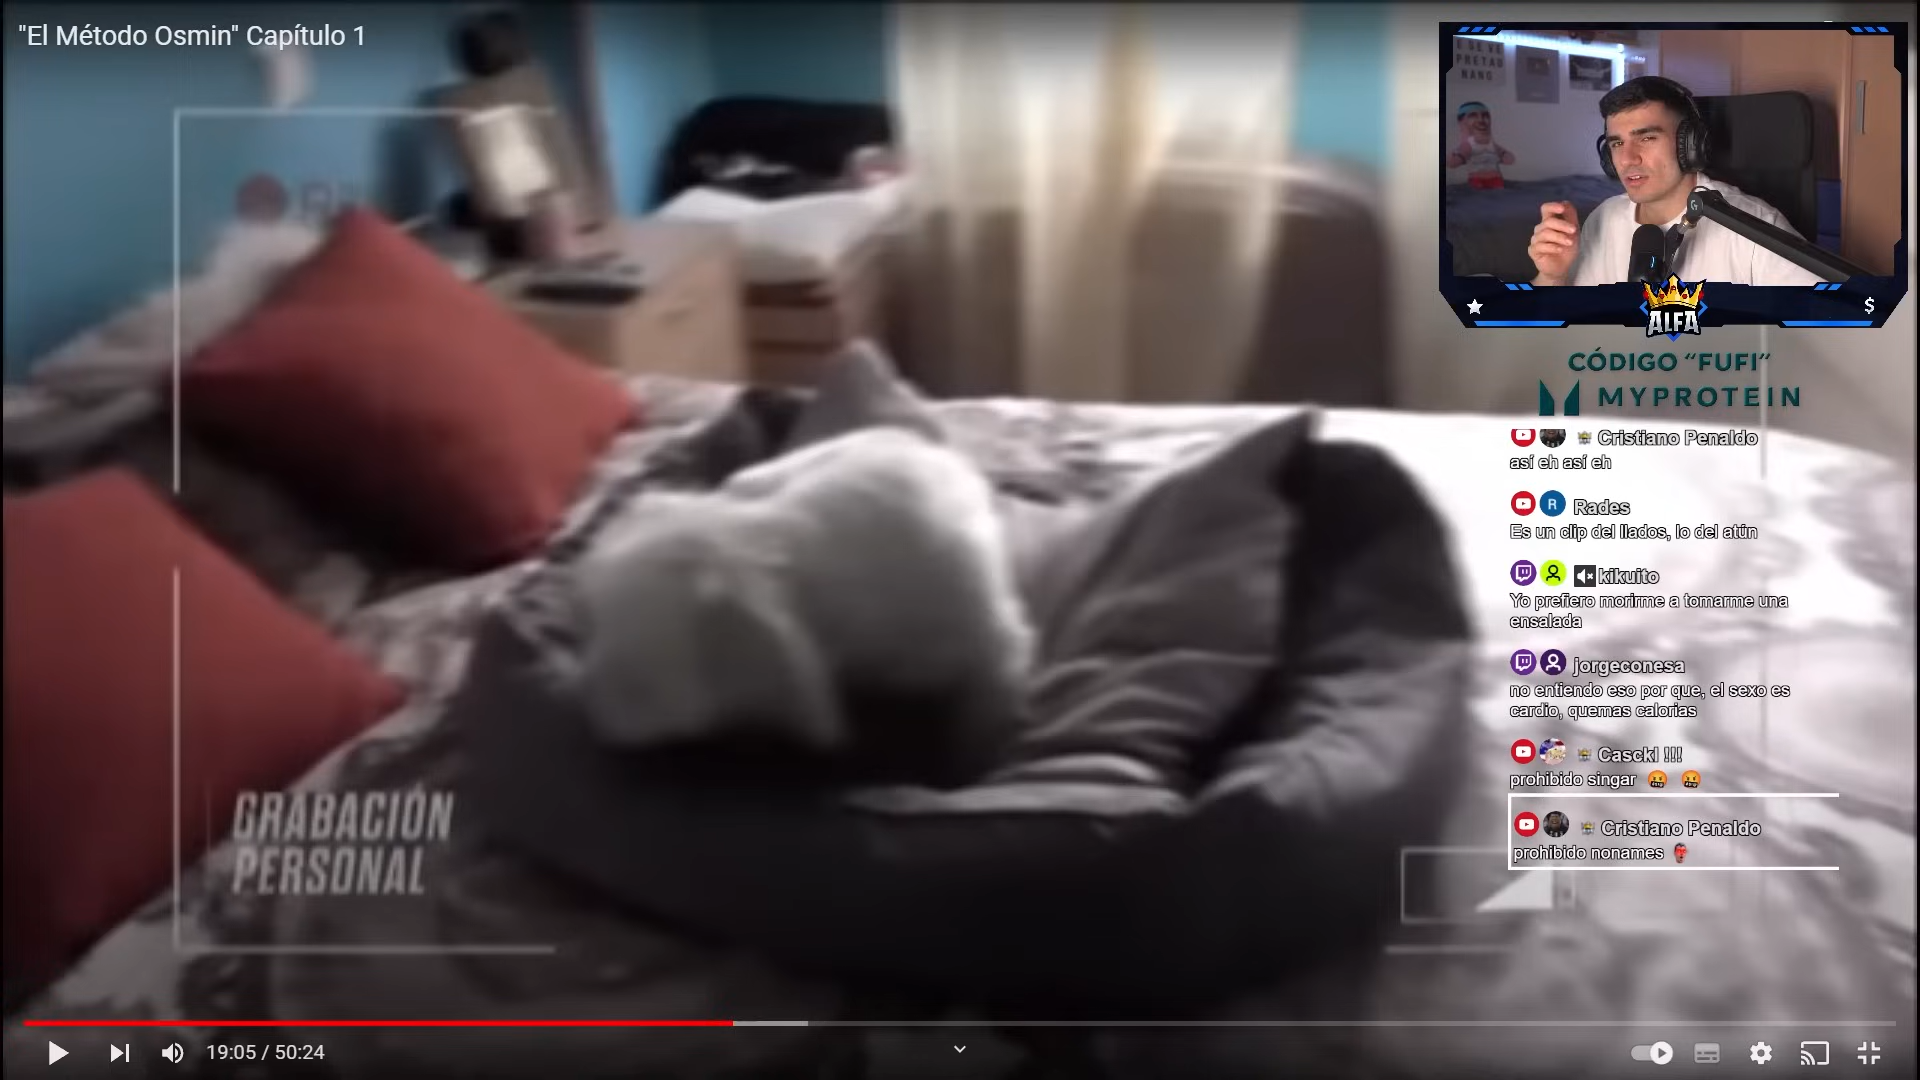 "El Método Osmin" Capítulo 1
GRABACIÓN
PERSONAL
19:05 / 50:24
ALFA
$
CÓDIGO “FUFI”
MYPROTEIN
Cristiano Penaldo
así eh así eh
R Rades
Es un clip del llados, lo del atún
kikuito
Yo prefiero morirme a tomarme una
ensalada
jorgeconesa
no entiendo eso por que, el sexo es
cardio, quemas calorias
Casckl !!!
prohibido singar
Cristiano Penaldo
prohibido nonames